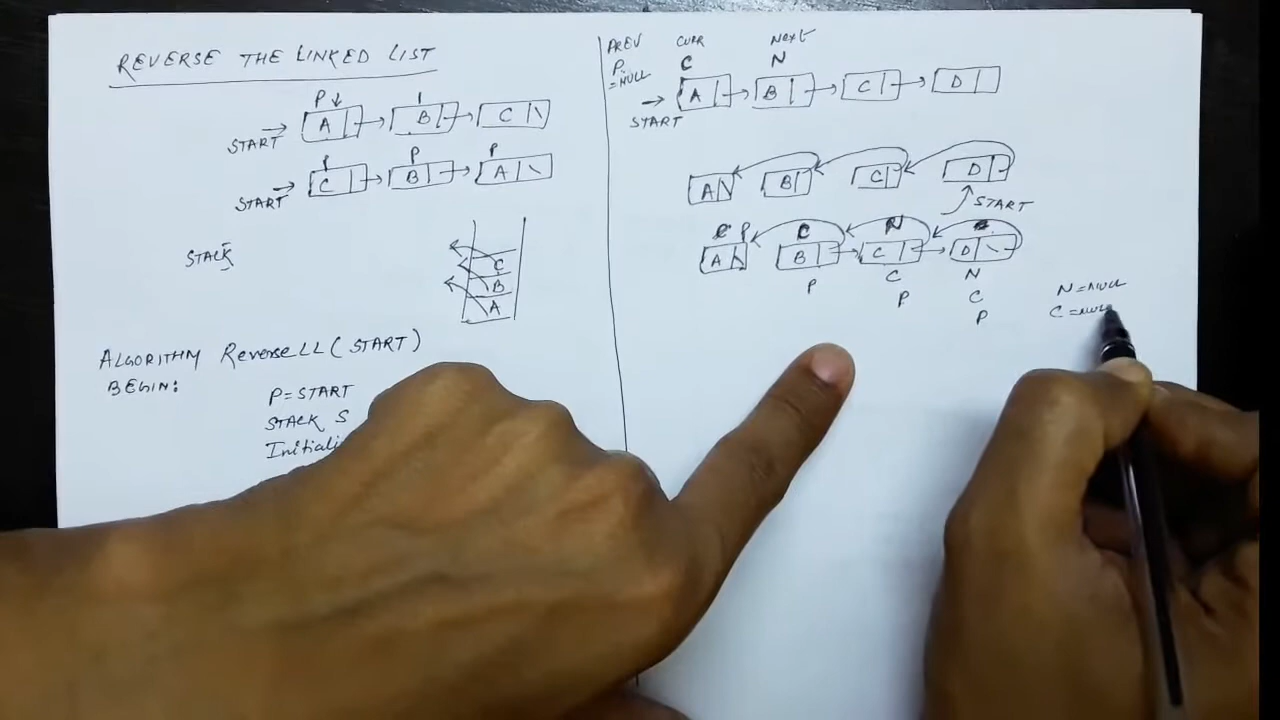 REVERSE THE LINKED LIST
P
START A B C
P P P
START C B A
STACK
C
B
A
ALGORITHM ReverseLL(START)
BEGIN:
P=START
STACK S
PREV CURR Next
P C N
=NULL
A B C D
START
A B C D
START
P C N
A B C D
P C N
P C
P
N=NULL
C=NULL